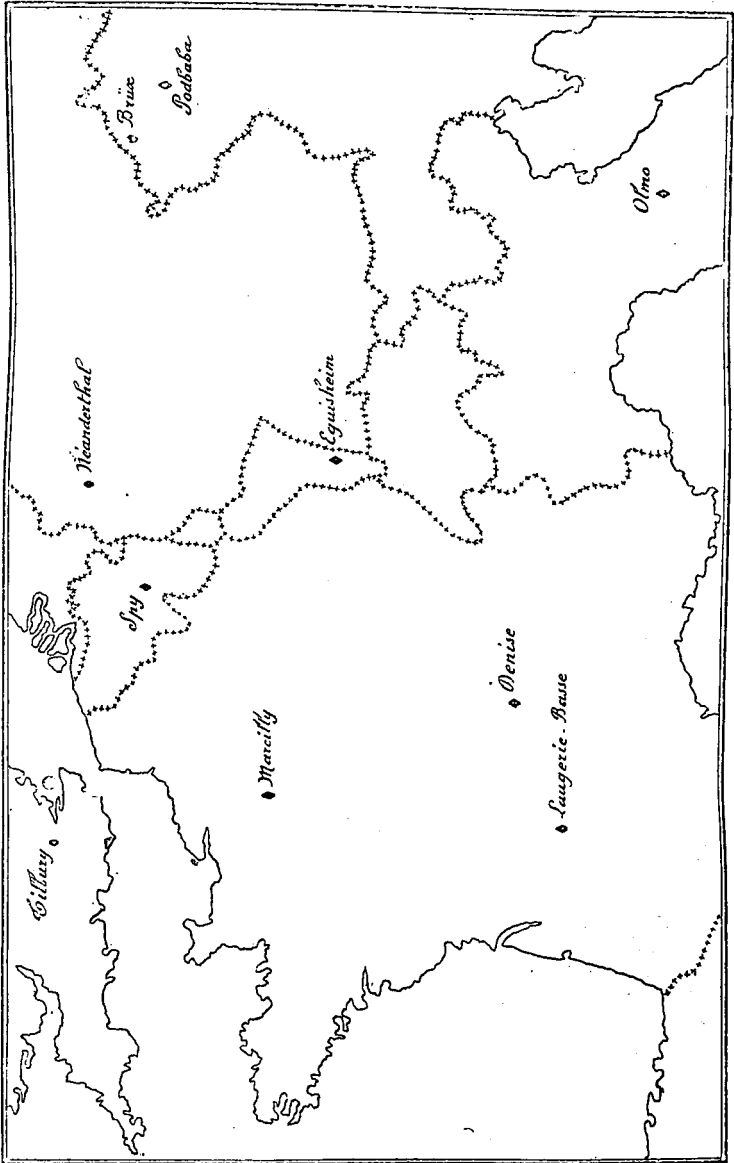 Tilbury
Brüx
Podbaba
Neanderthal
Spy
Eguisheim
Marcilly
Denise
Laugerie-Basse
Olmo